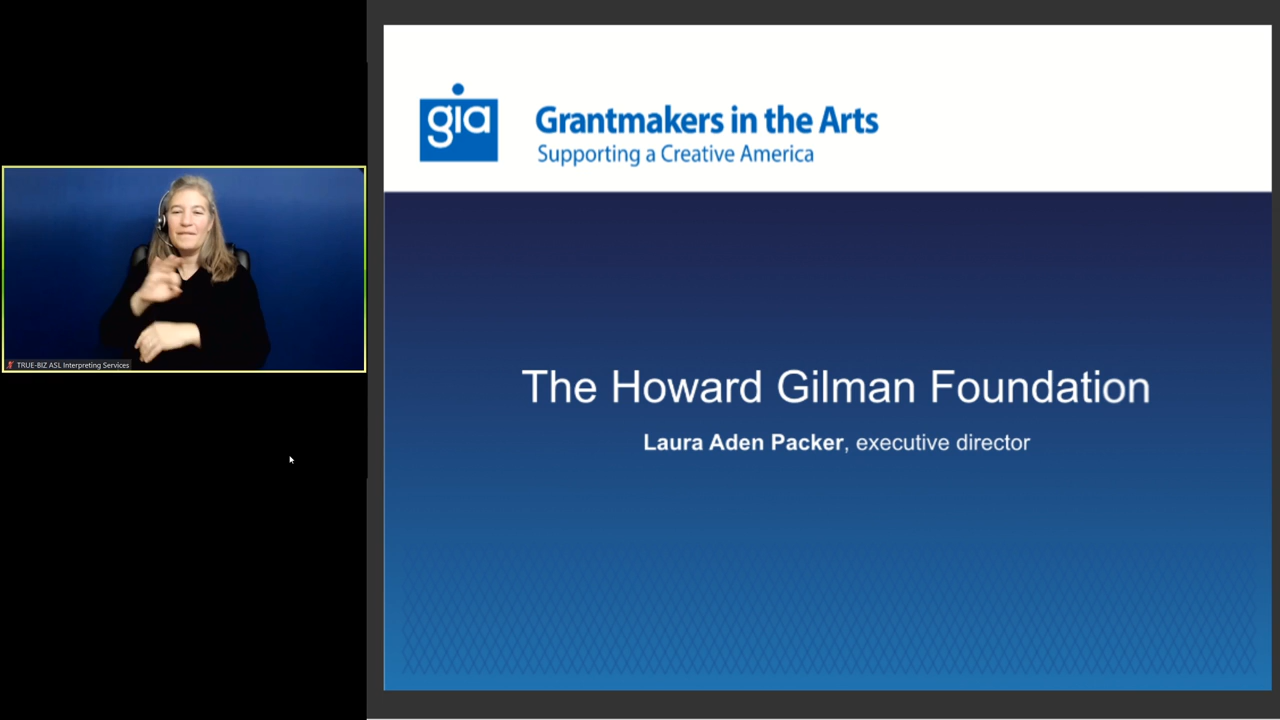 gia
Grantmakers in the Arts
Supporting a Creative America
TRUE-BIZ ASL Interpreting Services
The Howard Gilman Foundation
Laura Aden Packer, executive director